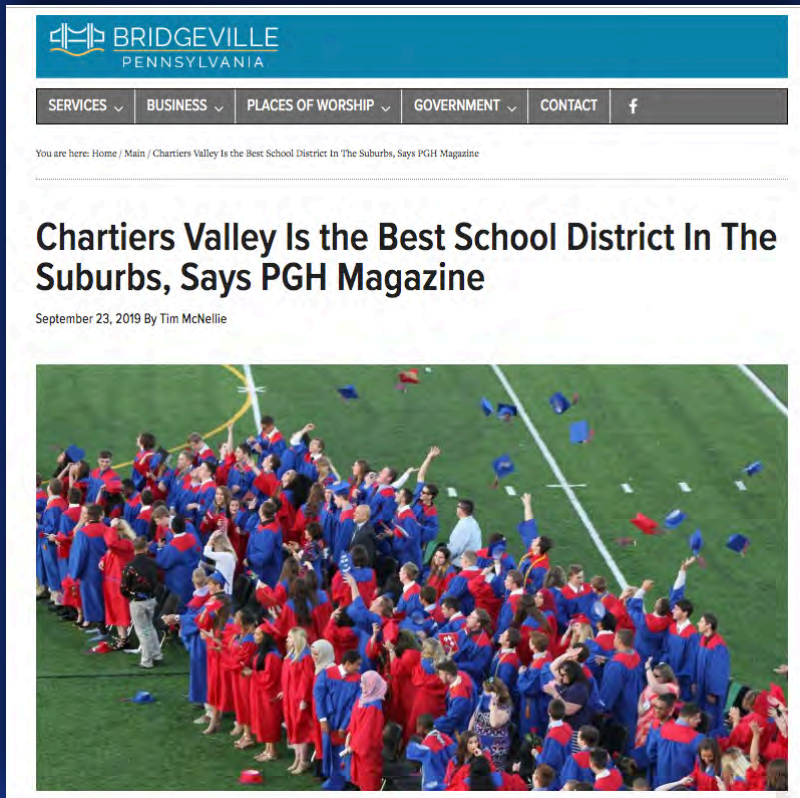 BRIDGEVILLE
PENNSYLVANIA
SERVICES BUSINESS PLACES OF WORSHIP GOVERNMENT CONTACT f
You are here: Home / Main / Chartiers Valley Is the Best School District In The Suburbs, Says PGH Magazine
Chartiers Valley Is the Best School District In The
Suburbs, Says PGH Magazine
September 23, 2019 By Tim McNellie